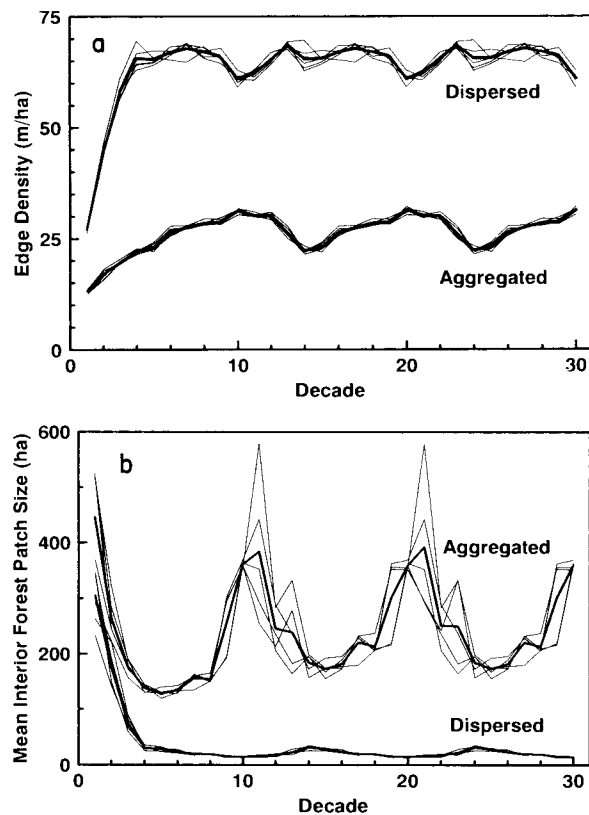 a
Edge Density (m/ha)
75
50
25
0
Dispersed
Aggregated
0 10 20 30
Decade
b
Mean Interior Forest Patch Size (ha)
600
400
200
0
Aggregated
Dispersed
0 10 20 30
Decade